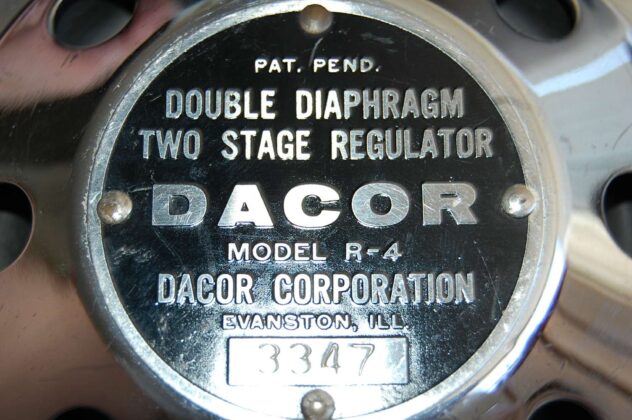 PAT. PEND.
DOUBLE DIAPHRAGM
TWO STAGE REGULATOR
DACOR
MODEL R-4
DACOR CORPORATION
EVANSTON, ILL.
3347